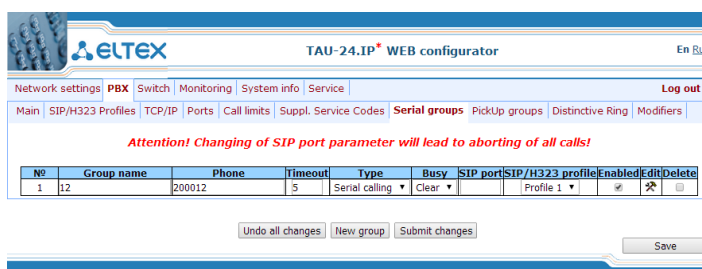 ELTEX
TAU-24.IP* WEB configurator
En Ru
Network settings PBX Switch Monitoring System info Service Log out
Main SIP/H323 Profiles TCP/IP Ports Call limits Suppl. Service Codes Serial groups PickUp groups Distinctive Ring Modifiers
Attention! Changing of SIP port parameter will lead to aborting of all calls!
Nº Group name Phone Timeout Type Busy SIP port SIP/H323 profile Enabled Edit Delete
1 12 200012 5 Serial calling Clear Profile 1
Undo all changes New group Submit changes
Save